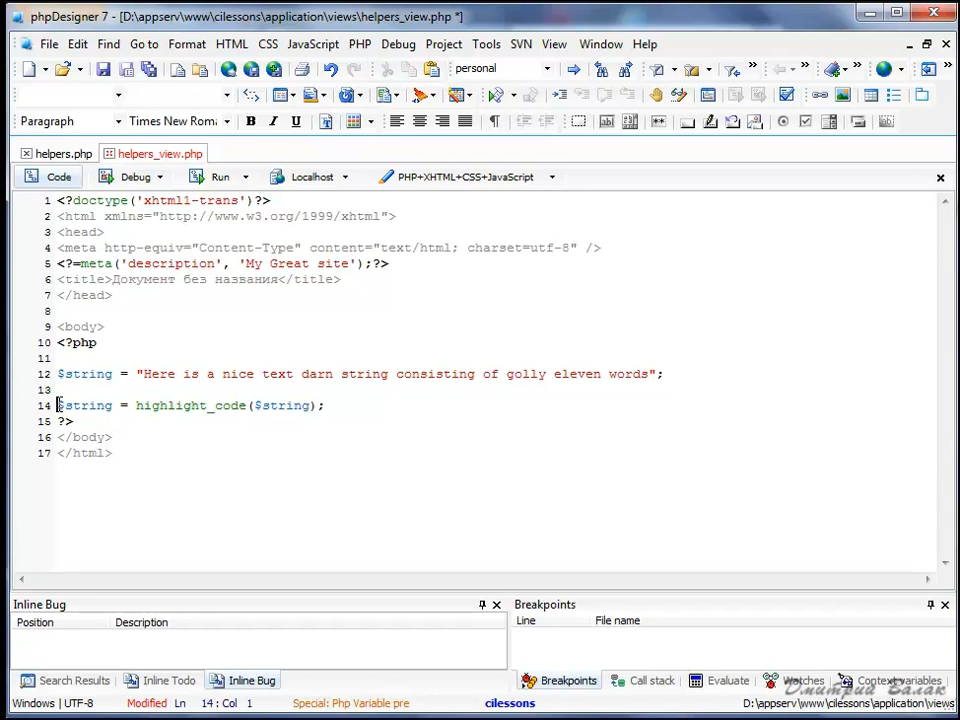 phpDesigner 7 - [D:\appserv\www\cilessons\application\views\helpers_view.php *]
File Edit Find Go to Format HTML CSS JavaScript PHP Debug Project Tools SVN View Window Help
personal
Paragraph Times New Roma B I U
helpers.php helpers_view.php
Code Debug Run Localhost PHP+XHTML+CSS+JavaScript
1 <?doctype('xhtml1-trans')?>
2 <html xmlns="http://www.w3.org/1999/xhtml">
3 <head>
4 <meta http-equiv="Content-Type" content="text/html; charset=utf-8" />
5 <?=meta('description', 'My Great site');?>
6 <title>Документ без названия</title>
7 </head>
8
9 <body>
10 <?php
11
12 $string = "Here is a nice text darn string consisting of golly eleven words";
13
14 $string = highlight_code($string);
15 ?>
16 </body>
17 </html>
Inline Bug Breakpoints
Position Description Line File name
Search Results Inline Todo Inline Bug Breakpoints Call stack Evaluate Watches Context variables
Дмитрий Валак
Windows | UTF-8 Modified Ln 14 : Col 1 Special: Php Variable pre cilessons D:\appserv\www\cilessons\application\views